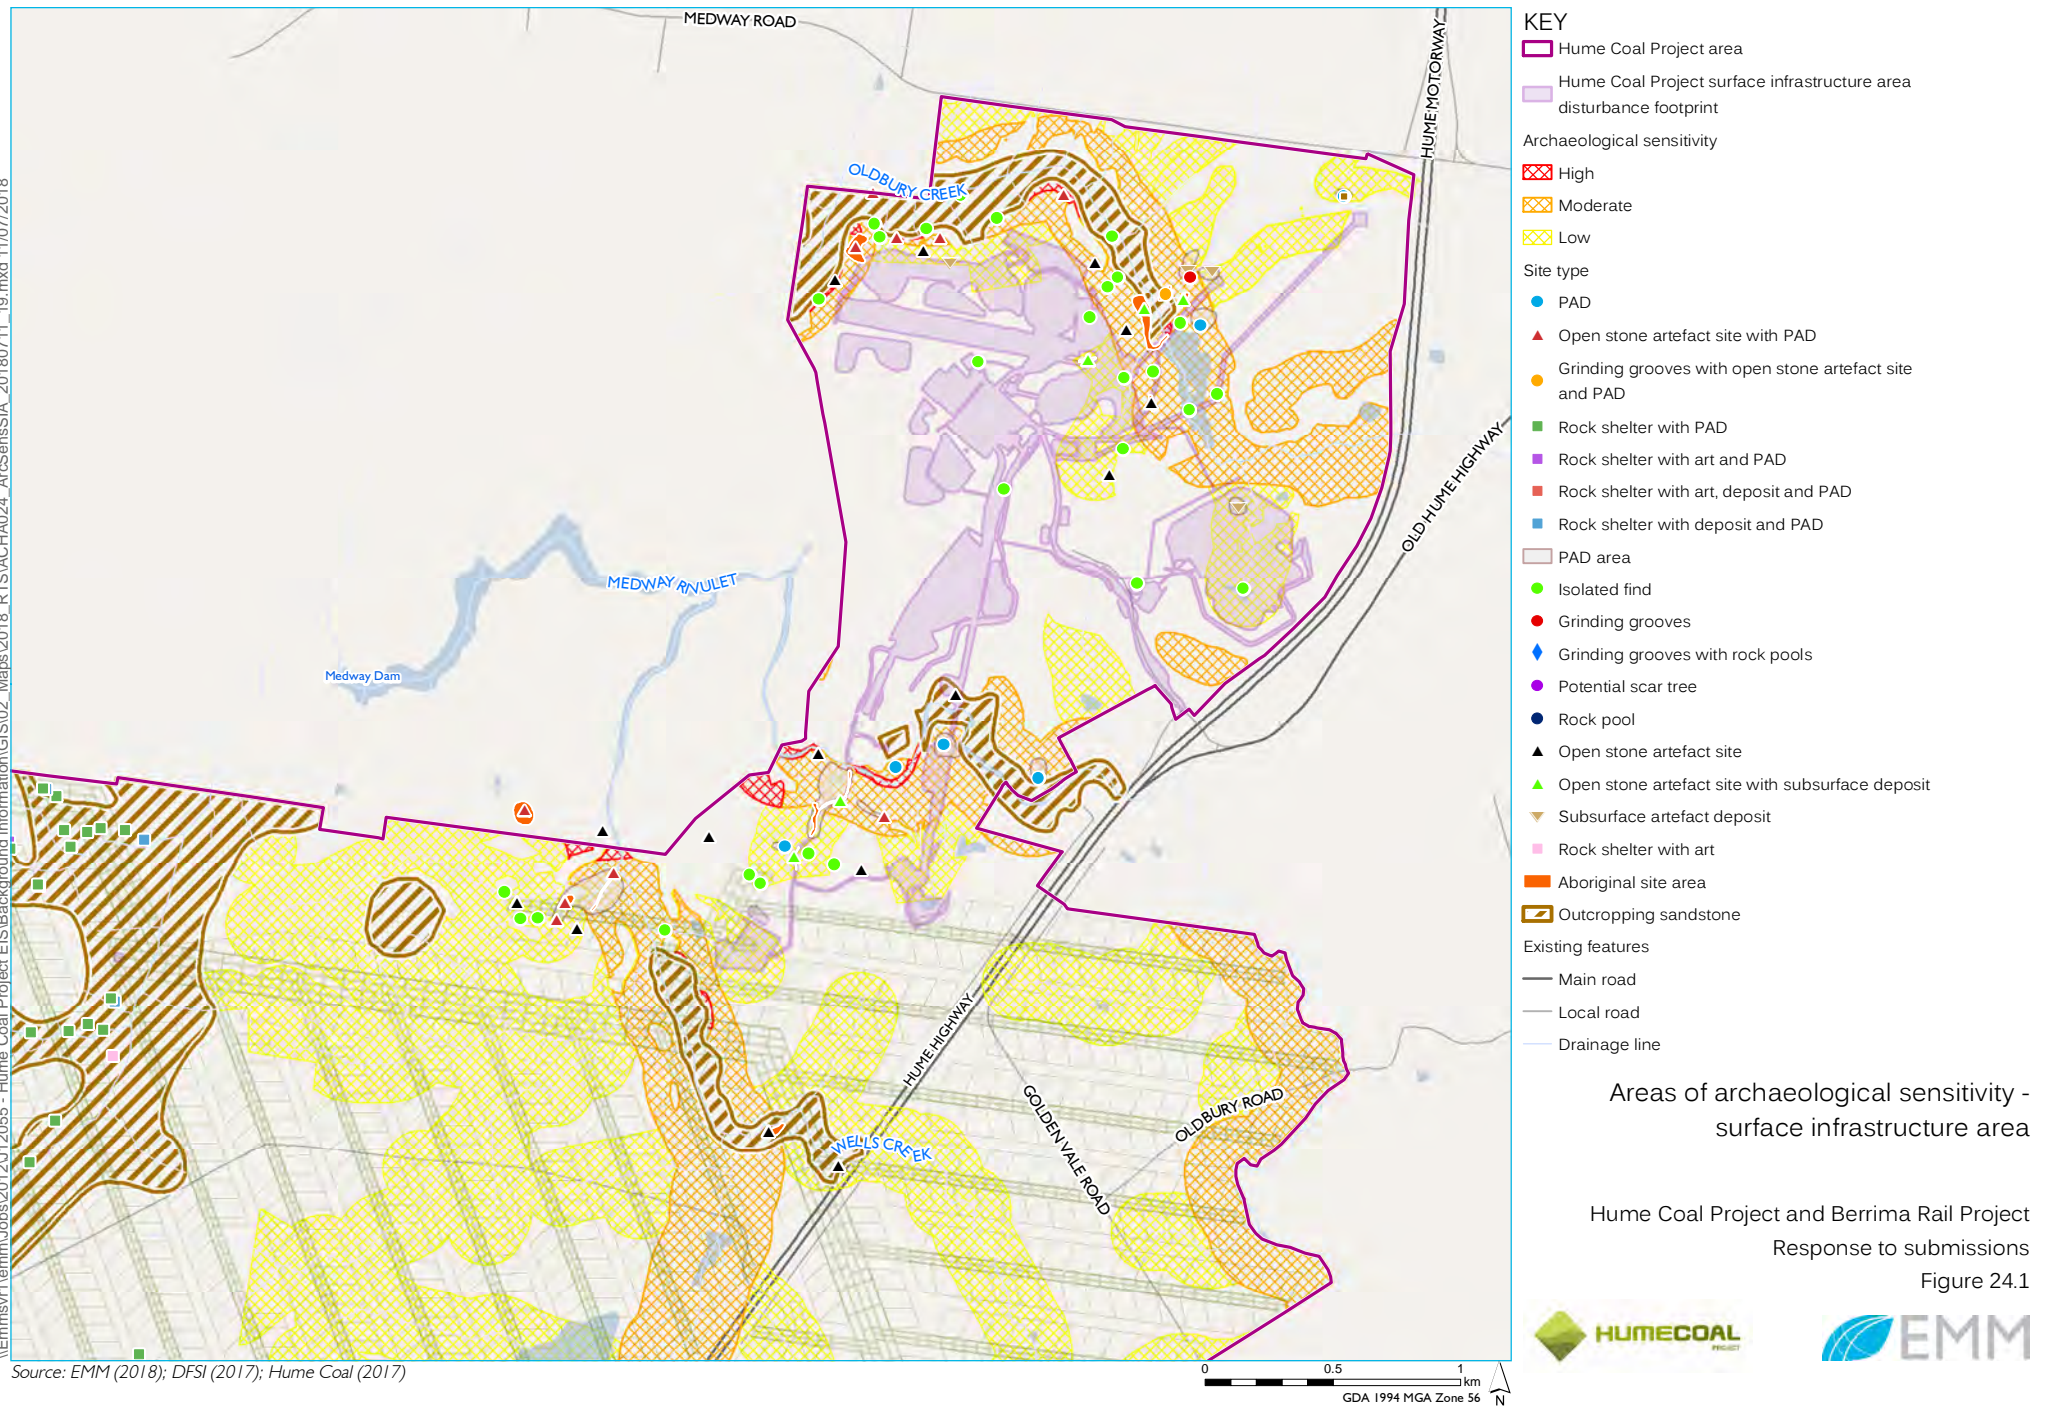 MEDWAY ROAD
HUME MOTORWAY
OLDBURY CREEK
OLD HUME HIGHWAY
MEDWAY RIVULET
Medway Dam
HUME HIGHWAY
GOLDEN VALE ROAD
OLDBURY ROAD
WELLS CREEK
KEY
Hume Coal Project area
Hume Coal Project surface infrastructure area
disturbance footprint
Archaeological sensitivity
High
Moderate
Low
Site type
PAD
Open stone artefact site with PAD
Grinding grooves with open stone artefact site
and PAD
Rock shelter with PAD
Rock shelter with art and PAD
Rock shelter with art, deposit and PAD
Rock shelter with deposit and PAD
PAD area
Isolated find
Grinding grooves
Grinding grooves with rock pools
Potential scar tree
Rock pool
Open stone artefact site
Open stone artefact site with subsurface deposit
Subsurface artefact deposit
Rock shelter with art
Aboriginal site area
Outcropping sandstone
Existing features
Main road
Local road
Drainage line
Areas of archaeological sensitivity -
surface infrastructure area
Hume Coal Project and Berrima Rail Project
Response to submissions
Figure 24.1
HUMECOAL
PROJECT
EMM
Source: EMM (2018); DFSI (2017); Hume Coal (2017)
0 0.5 1
km
GDA 1994 MGA Zone 56
N